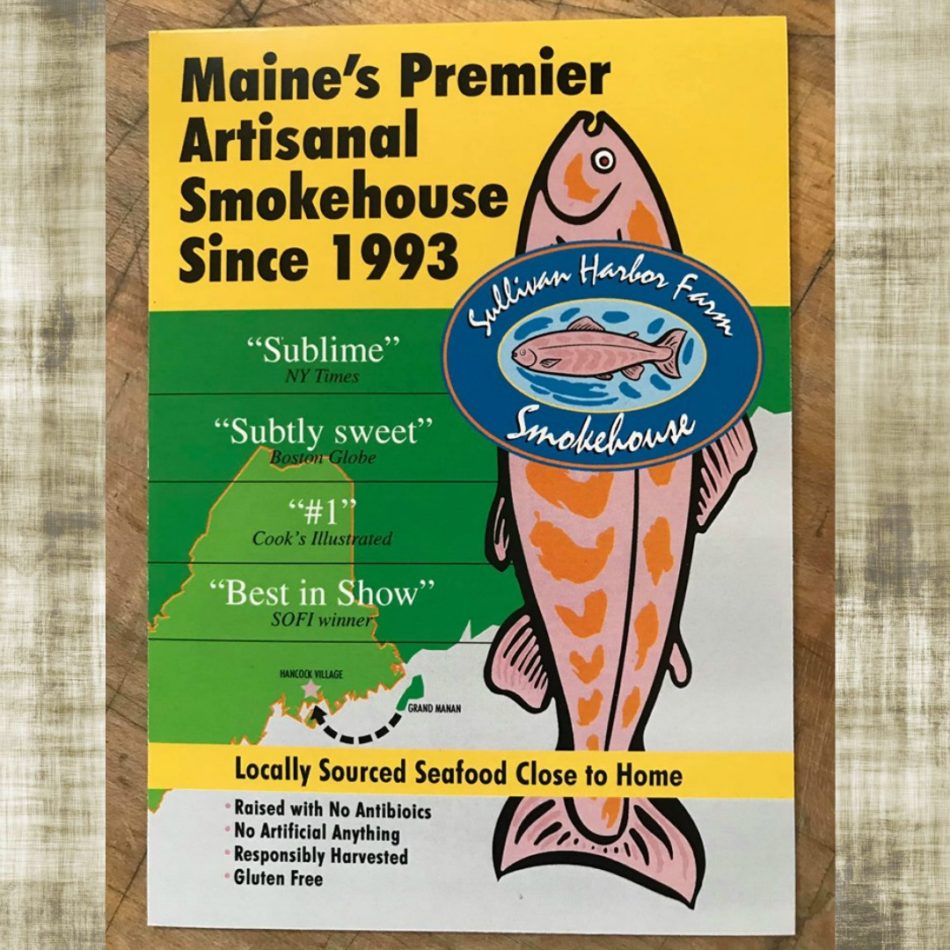 Maine's Premier
Artisanal
Smokehouse
Since 1993
Sullivan Harbor Farm
Smokehouse
“Sublime”
NY Times
“Subtly sweet”
Boston Globe
“#1”
Cook's Illustrated
“Best in Show”
SOFI winner
HANCOCK VILLAGE
GRAND MANAN
Locally Sourced Seafood Close to Home
• Raised with No Antibioics
• No Artificial Anything
• Responsibly Harvested
• Gluten Free